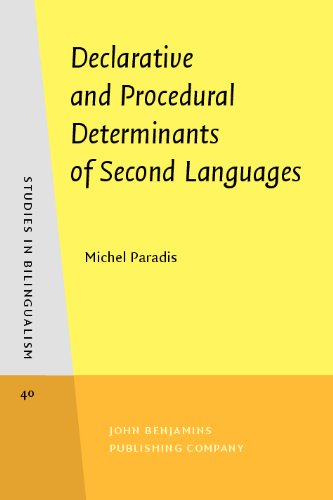 Declarative
and Procedural
Determinants
of Second Languages
Michel Paradis
STUDIES IN BILINGUALISM
40
JOHN BENJAMINS
PUBLISHING COMPANY